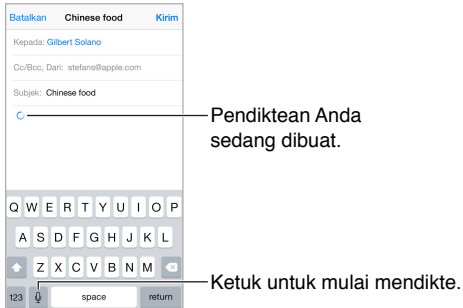 Batalkan Chinese food Kirim
Kepada: Gilbert Solano
Cc/Bcc, Dari: stefans@apple.com
Subjek: Chinese food
Pendiktean Anda
sedang dibuat.
Q W E R T Y U I O P
A S D F G H J K L
Z X C V B N M
123 space return
Ketuk untuk mulai mendikte.